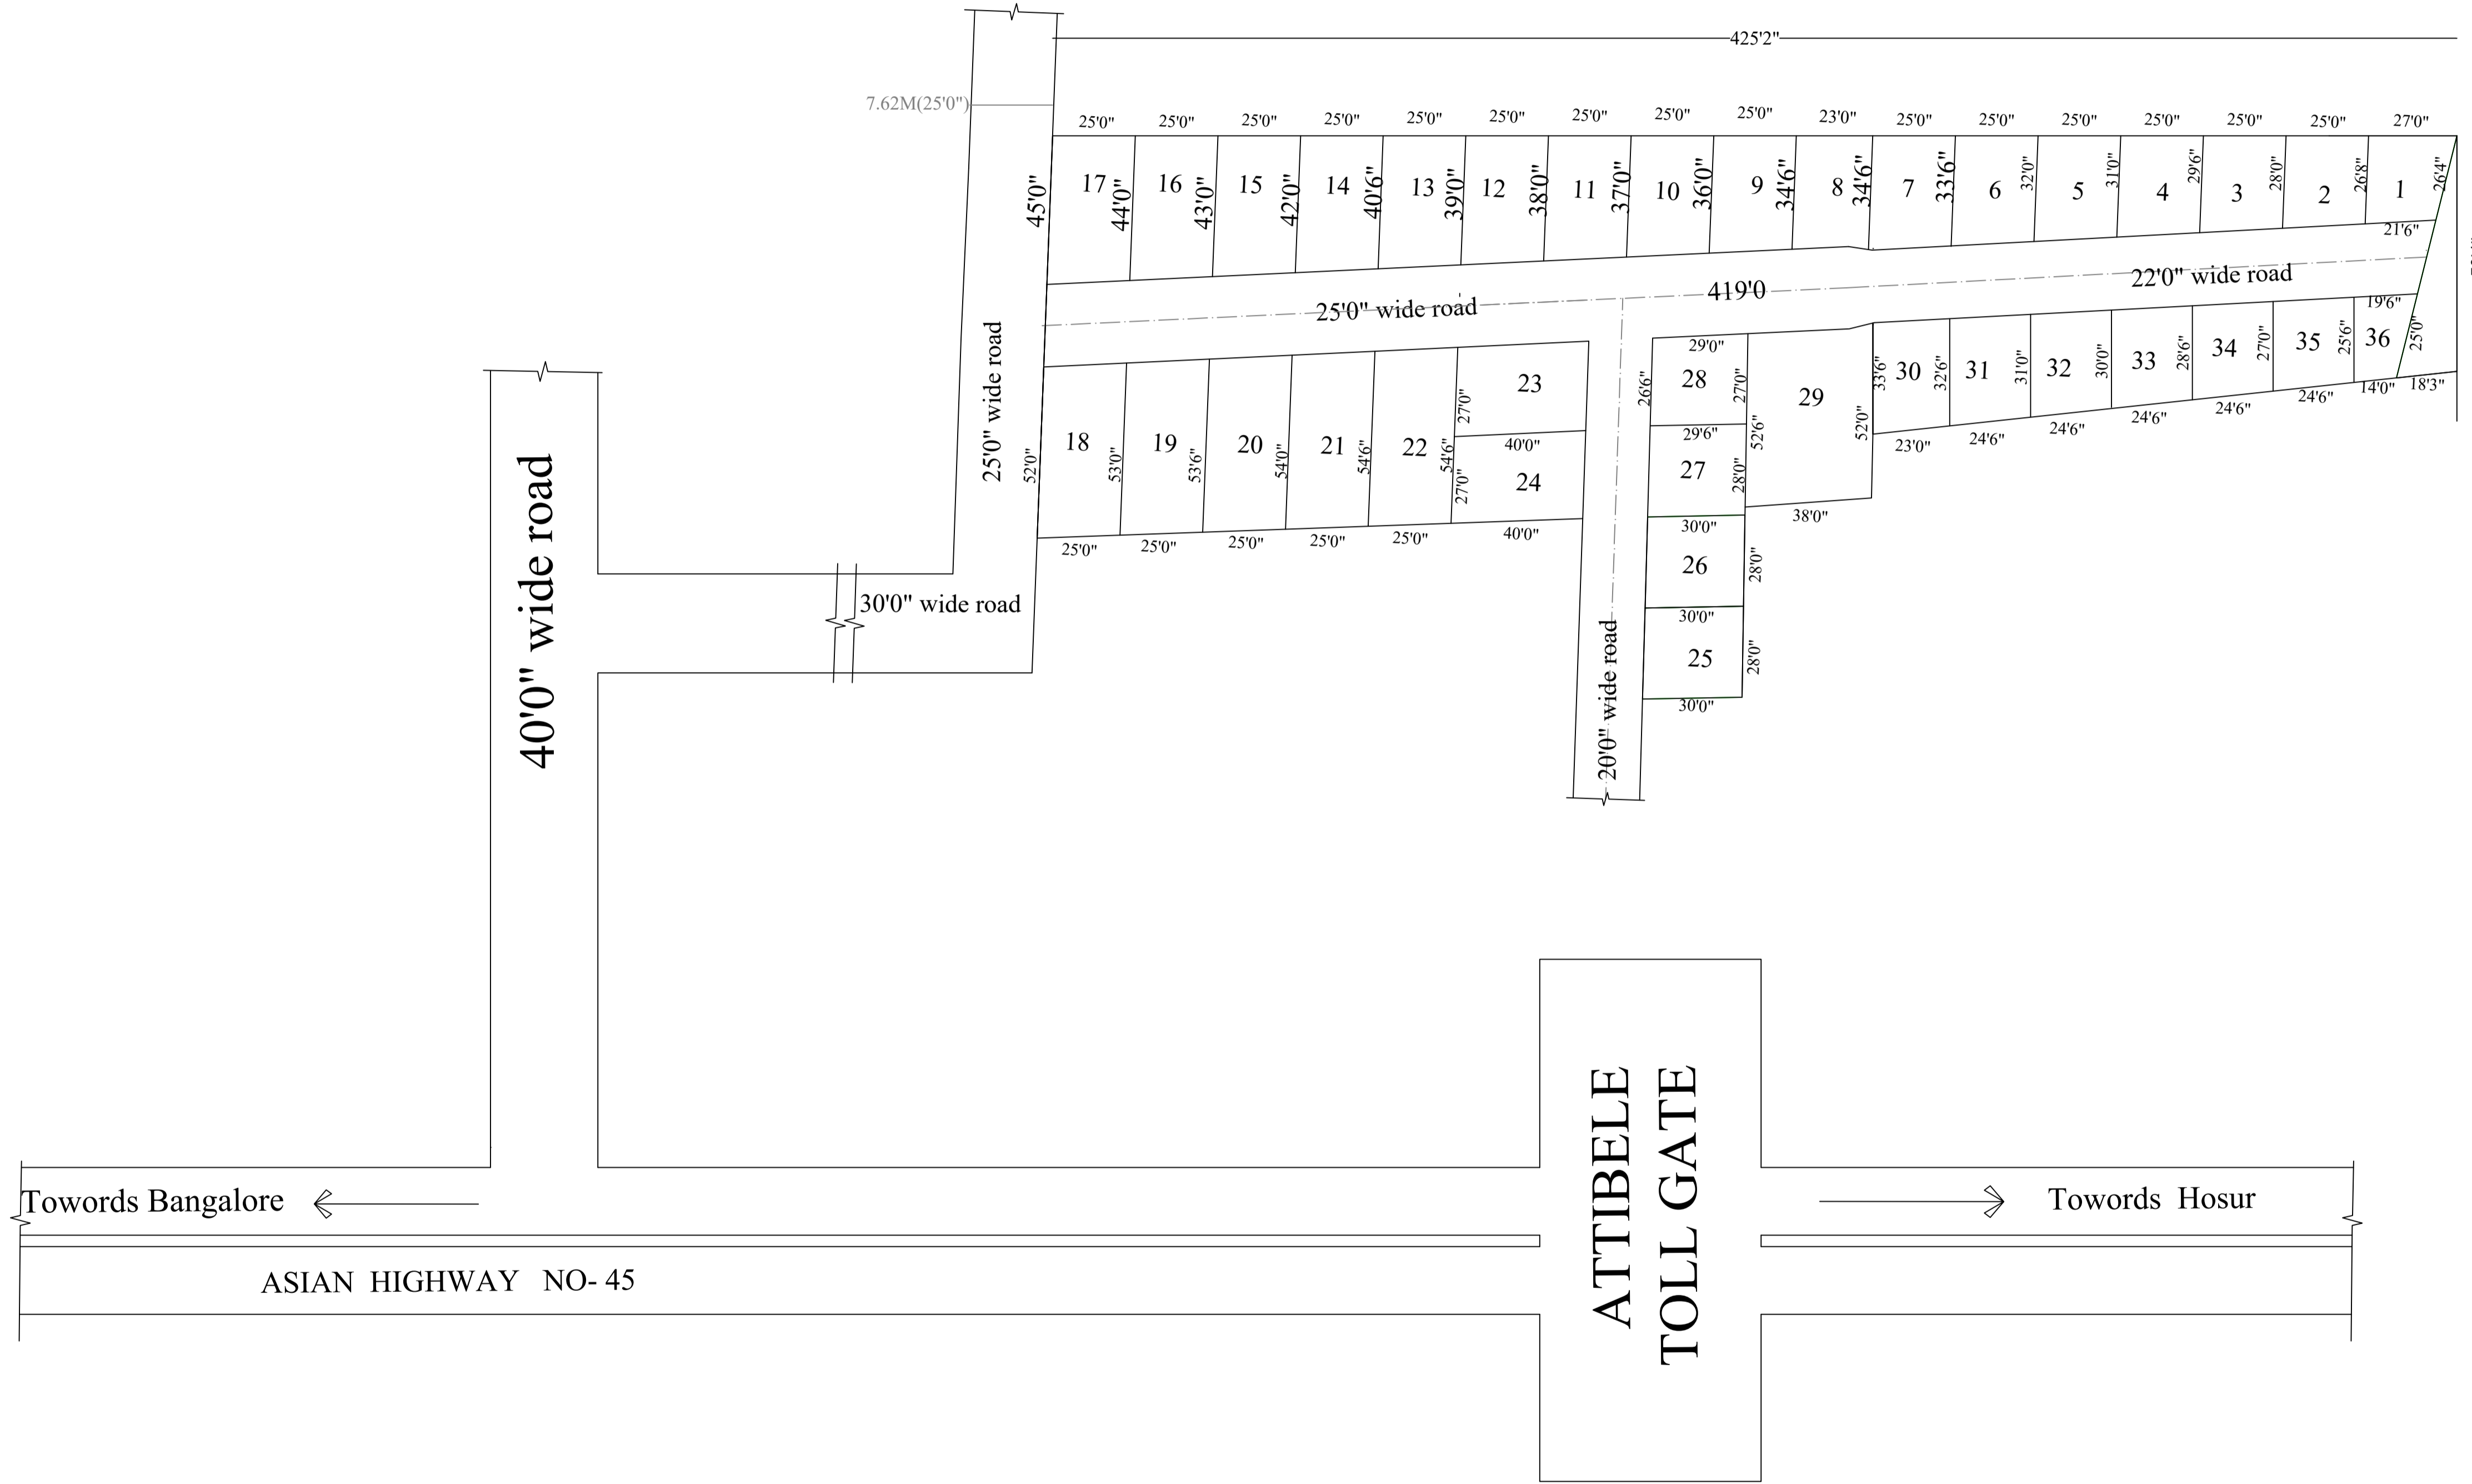 425'2"
7.62M(25'0")
25'0" 25'0" 25'0" 25'0" 25'0" 25'0" 25'0" 25'0" 25'0" 23'0" 25'0" 25'0" 25'0" 25'0" 25'0" 25'0" 27'0"
45'0" 17 44'0" 16 43'0" 15 42'0" 14 40'6" 13 39'0" 12 38'0" 11 37'0" 10 36'0" 9 34'6" 8 34'6" 7 33'6" 6 32'0" 5 31'0" 4 29'6" 3 28'0" 2 26'8" 1 26'4"
21'6"
25'0" wide road
419'0
22'0" wide road
25'0" wide road
19'6"
52'0" 18 53'0" 19 53'6" 20 54'0" 21 54'6" 22 54'6"
27'0" 23
40'0"
27'0" 24
25'0" 25'0" 25'0" 25'0" 25'0" 40'0"
29'0"
26'6" 28 27'0"
29'6"
27 28'0"
30'0"
26 28'0"
30'0"
25 28'0"
30'0"
52'6" 29 52'0"
38'0"
33'6" 30 32'6" 31 31'0" 32 30'0" 33 28'6" 34 27'0" 35 25'6" 36 25'0"
23'0" 24'6" 24'6" 24'6" 24'6" 24'6" 14'0" 18'3"
40'0" wide road
30'0" wide road
20'0" wide road
ATTIBELE
TOLL GATE
Towords Bangalore
Towords Hosur
ASIAN HIGHWAY NO- 45